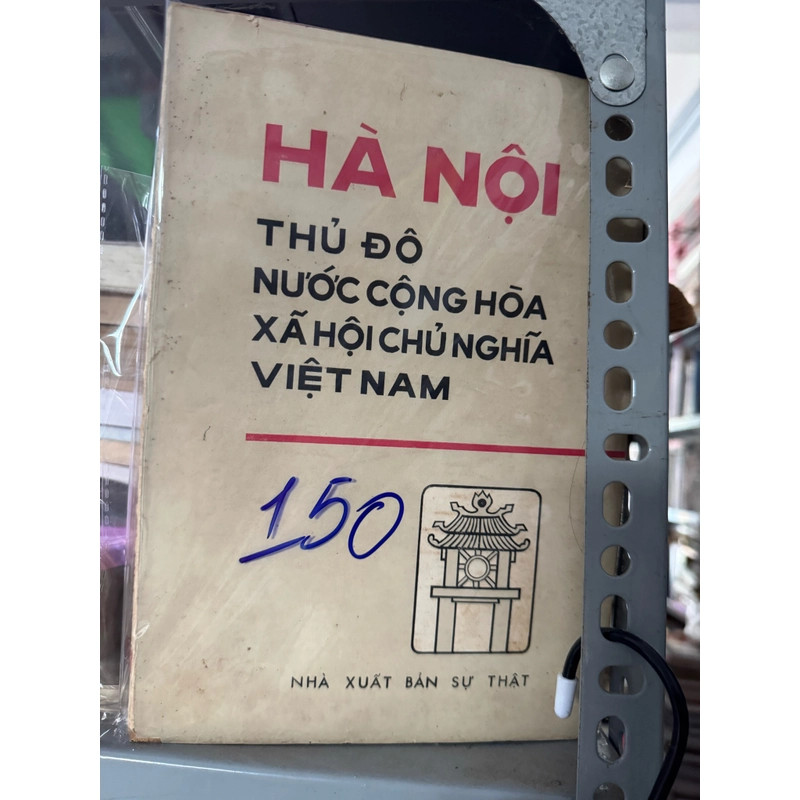 HÀ NỘI
THỦ ĐÔ
NƯỚC CỘNG HÒA
XÃ HỘI CHỦ NGHĨA
VIỆT NAM
150
NHÀ XUẤT BẢN SỰ THẬT